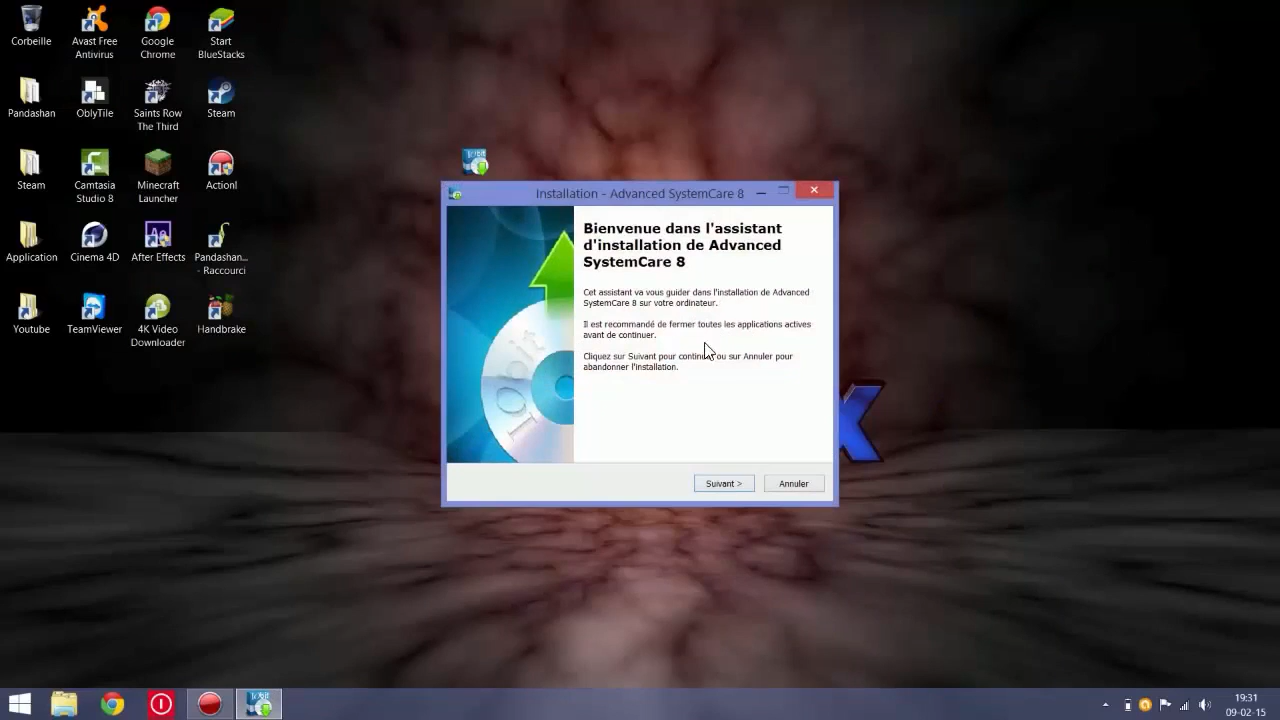 Corbeille
Avast Free
Antivirus
Google
Chrome
Start
BlueStacks
Pandashan
OblyTile
Saints Row
The Third
Steam
Steam
Camtasia
Studio 8
Minecraft
Launcher
Action!
Application
Cinema 4D
After Effects
Pandashan...
- Raccourci
Youtube
TeamViewer
4K Video
Downloader
Handbrake
Installation - Advanced SystemCare 8
Bienvenue dans l'assistant
d'installation de Advanced
SystemCare 8
Cet assistant va vous guider dans l'installation de Advanced
SystemCare 8 sur votre ordinateur.
Il est recommandé de fermer toutes les applications actives
avant de continuer.
Cliquez sur Suivant pour continuer ou sur Annuler pour
abandonner l'installation.
IObit
Suivant >
Annuler
K
19:31
09-02-15